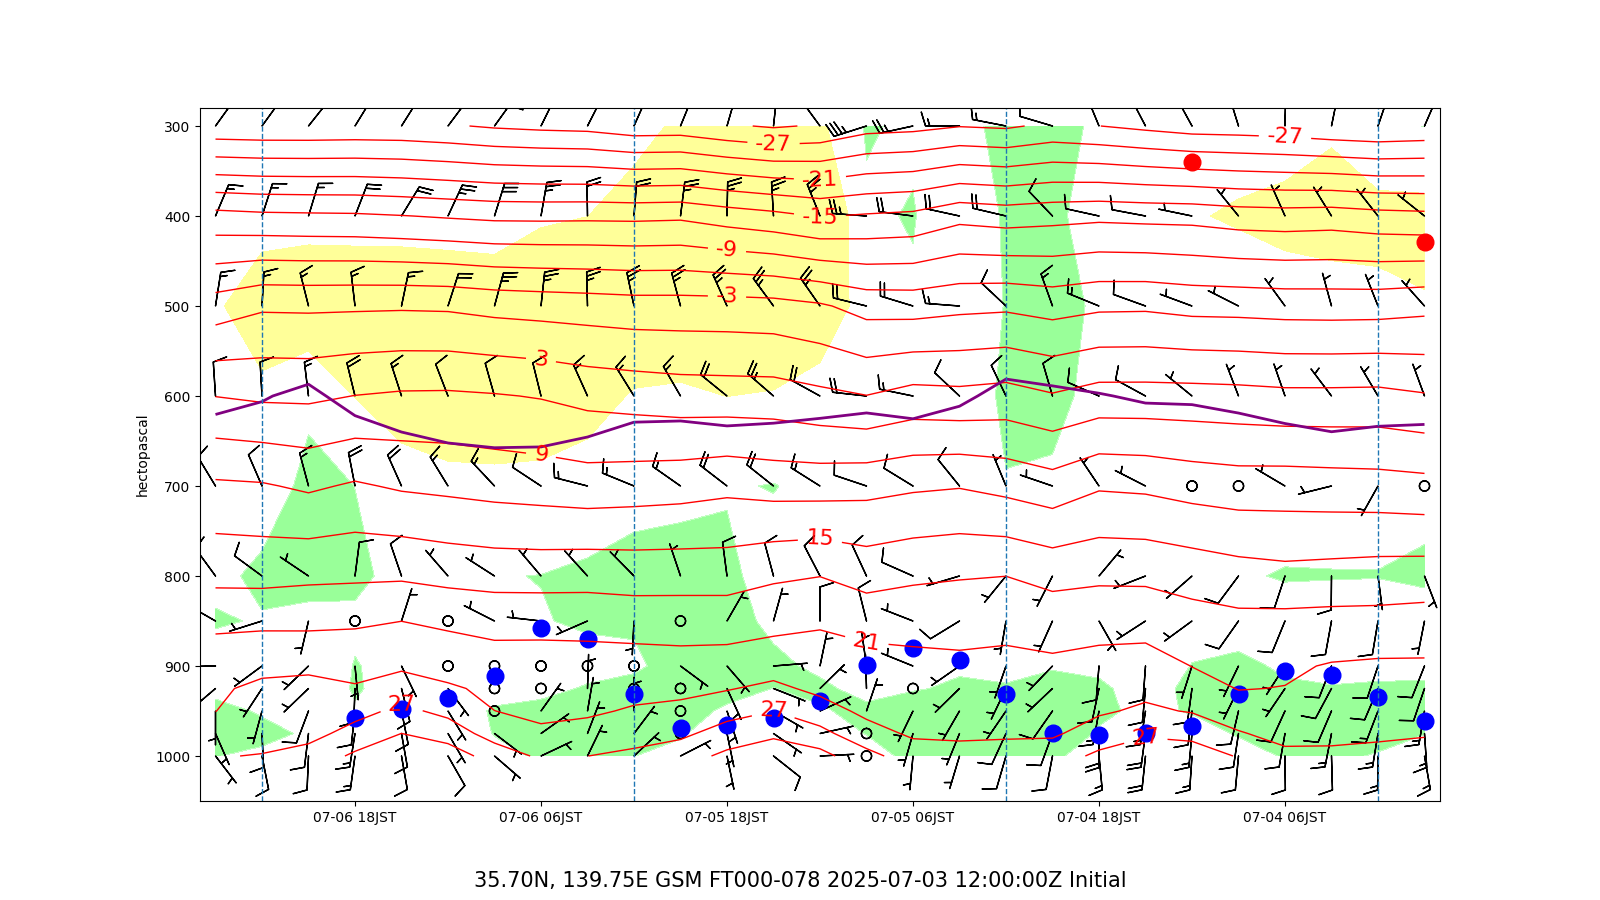 300
400
500
600
700
800
900
1000
hectopascal
-27
-27
-21
-15
-9
-3
3
9
15
21
27
27
27
07-06 18JST
07-06 06JST
07-05 18JST
07-05 06JST
07-04 18JST
07-04 06JST
35.70N, 139.75E GSM FT000-078 2025-07-03 12:00:00Z Initial